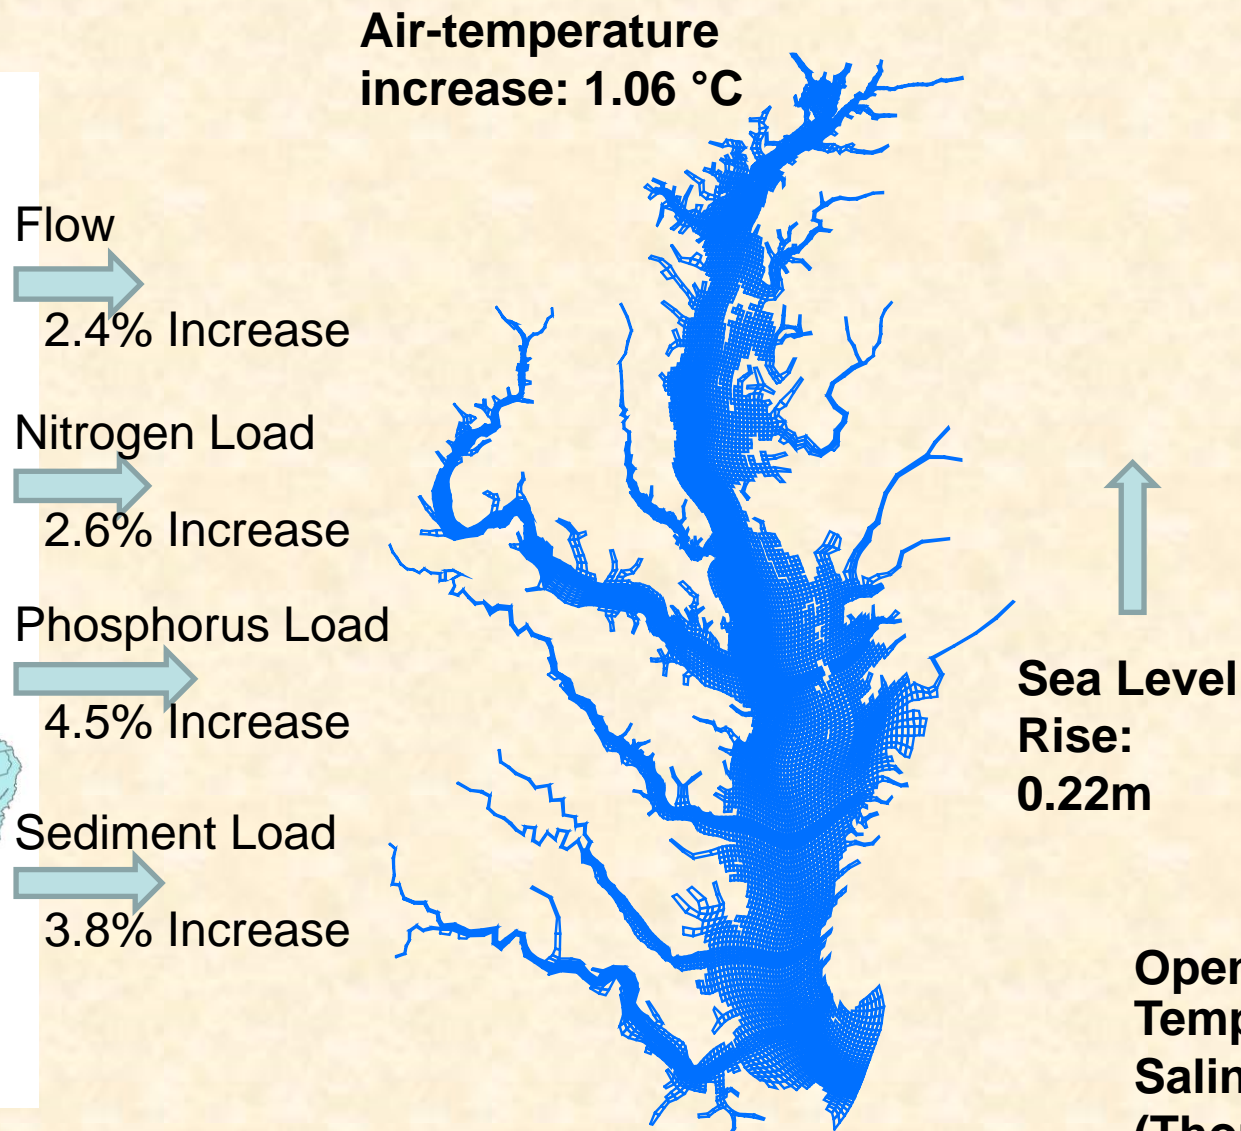 Air-temperature
increase: 1.06 °C
Flow
2.4% Increase
Nitrogen Load
2.6% Increase
Phosphorus Load
4.5% Increase
Sediment Load
3.8% Increase
Sea Level
Rise:
0.22m